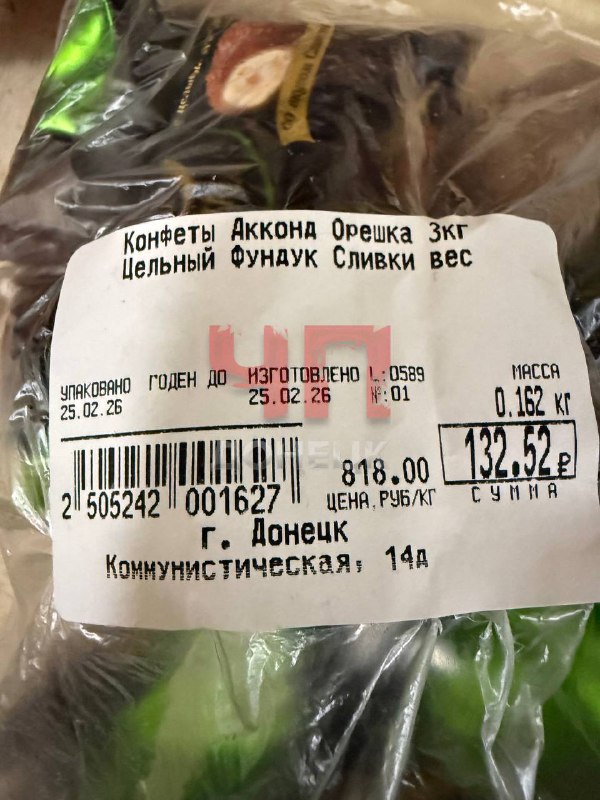 Конфеты Акконд Орешка 3кг
Цельный Фундук Сливки вес
ЧП
ДОНЕЦК
УПАКОВАНО ГОДЕН ДО ИЗГОТОВЛЕНО L:0589 МАССА
25.02.26 25.02.26 №:01 0.162 кг
818.00 132.52 ₽
ЦЕНА,РУБ/КГ СУММА
2 505242 001627
г. Донецк
Коммунистическая, 14д